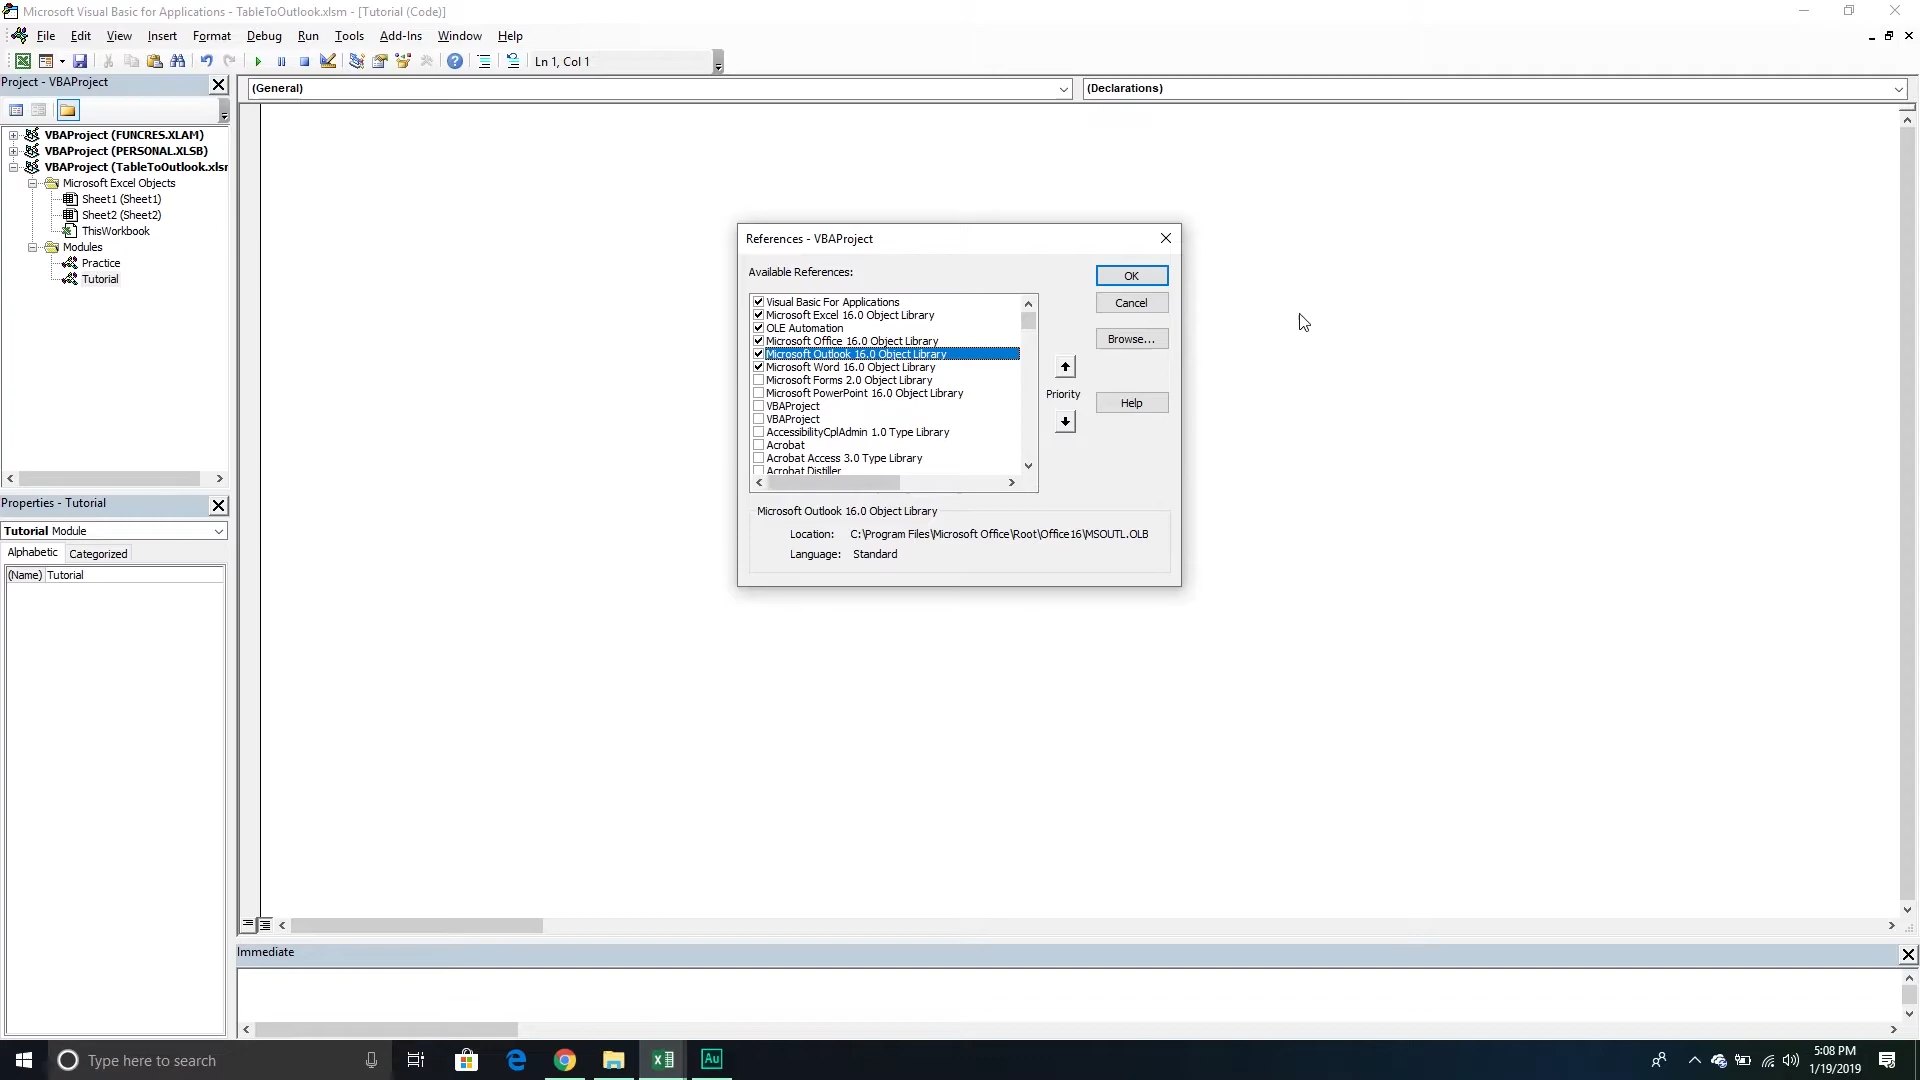 Microsoft Visual Basic for Applications - TableToOutlook.xlsm - [Tutorial (Code)]
File Edit View Insert Format Debug Run Tools Add-Ins Window Help
Ln 1, Col 1
Project - VBAProject
(General)
(Declarations)
VBAProject (FUNCRES.XLAM)
VBAProject (PERSONAL.XLSB)
VBAProject (TableToOutlook.xlsm
Microsoft Excel Objects
Sheet1 (Sheet1)
Sheet2 (Sheet2)
ThisWorkbook
Modules
Practice
Tutorial
Properties - Tutorial
Tutorial Module
Alphabetic Categorized
(Name) Tutorial
References - VBAProject
Available References:
Visual Basic For Applications
Microsoft Excel 16.0 Object Library
OLE Automation
Microsoft Office 16.0 Object Library
Microsoft Outlook 16.0 Object Library
Microsoft Word 16.0 Object Library
Microsoft Forms 2.0 Object Library
Microsoft PowerPoint 16.0 Object Library
VBAProject
VBAProject
AccessibilityCplAdmin 1.0 Type Library
Acrobat
Acrobat Access 3.0 Type Library
Acrobat Distiller
OK
Cancel
Browse...
Priority
Help
Microsoft Outlook 16.0 Object Library
Location: C:\Program Files\Microsoft Office\Root\Office16\MSOUTL.OLB
Language: Standard
Immediate
Type here to search
Au
5:08 PM
1/19/2019